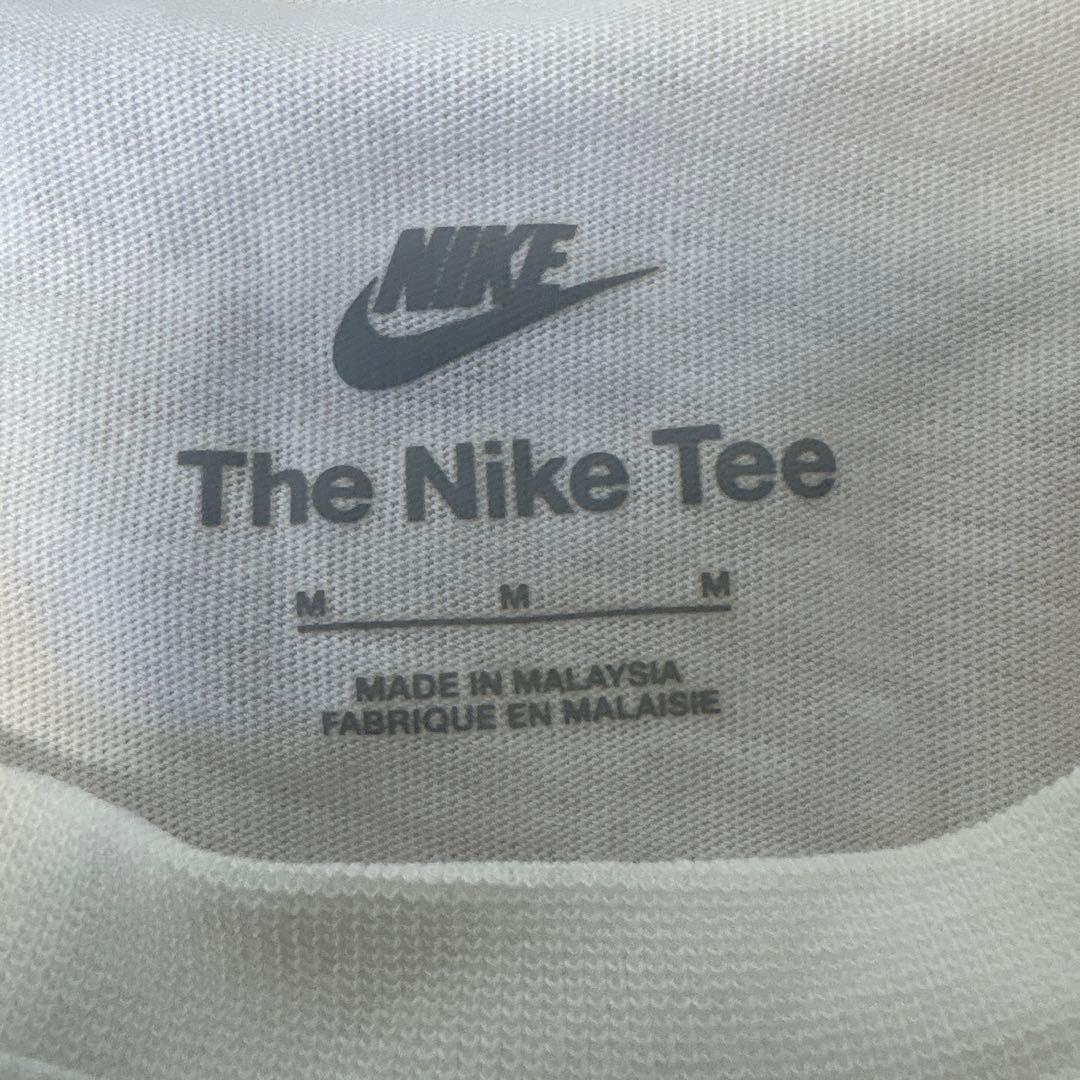 NIKE
The Nike Tee
M M M
MADE IN MALAYSIA
FABRIQUE EN MALAISIE